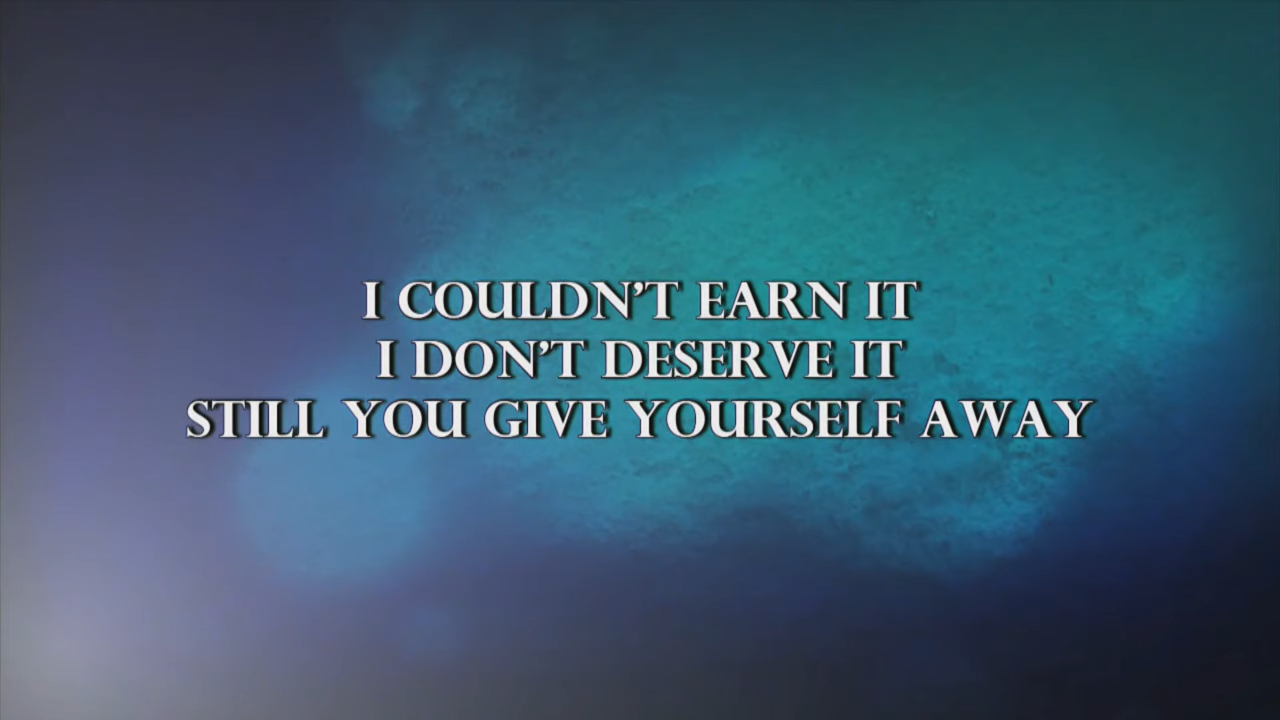 I COULDN'T EARN IT
I DON'T DESERVE IT
STILL YOU GIVE YOURSELF AWAY